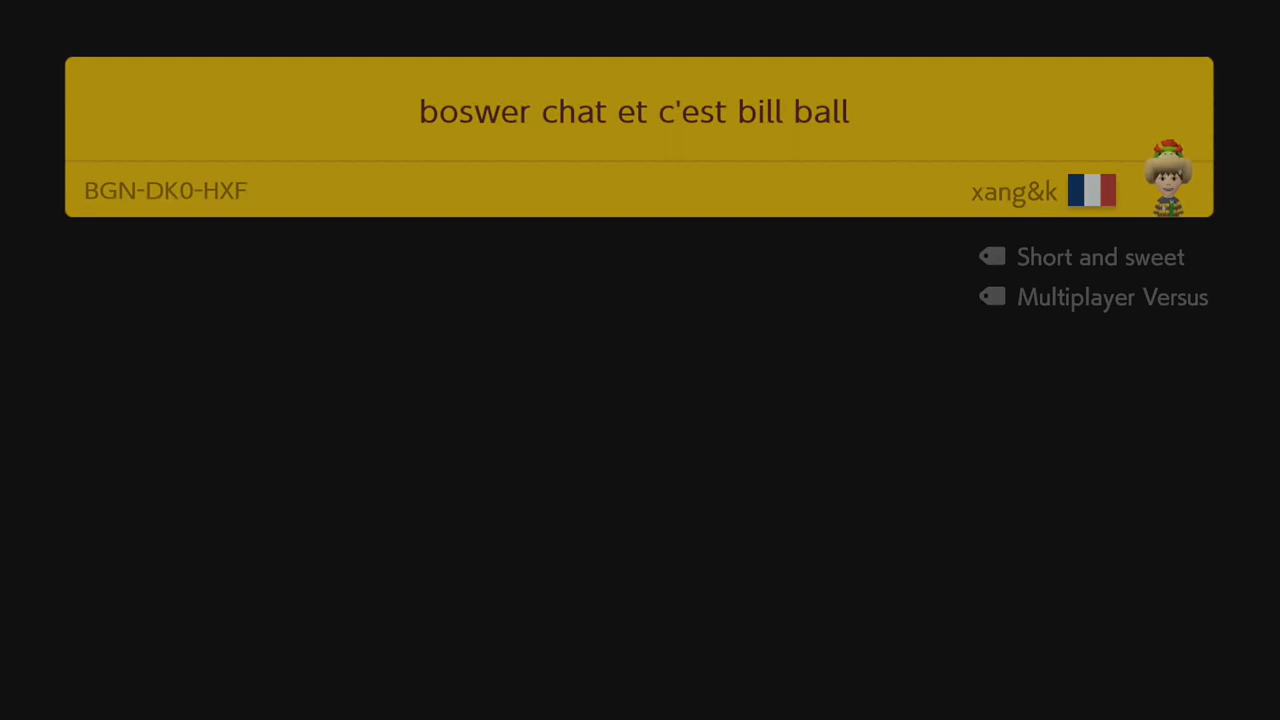 boswer chat et c'est bill ball
BGN-DK0-HXF
xang&k
Short and sweet
Multiplayer Versus